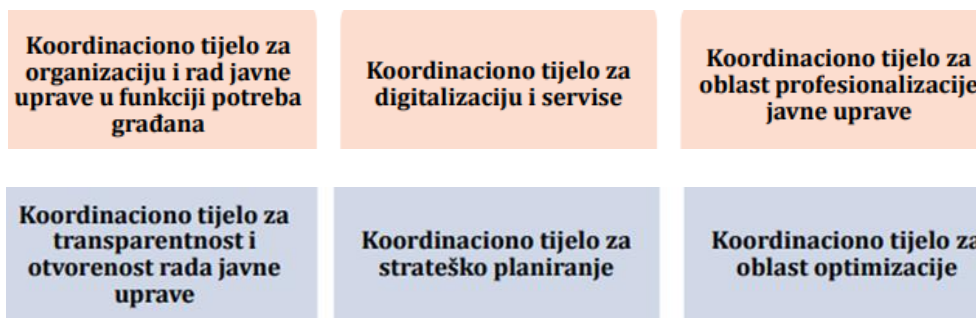 Koordinaciono tijelo za
organizaciju i rad javne
uprave u funkciji potreba
građana
Koordinaciono tijelo za
digitalizaciju i servise
Koordinaciono tijelo za
oblast profesionalizacije
javne uprave
Koordinaciono tijelo za
transparentnost i
otvorenost rada javne
uprave
Koordinaciono tijelo za
strateško planiranje
Koordinaciono tijelo za
oblast optimizacije